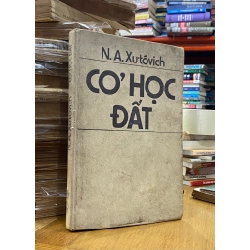 N. A. Xutôvich
CƠ HỌC
ĐẤT